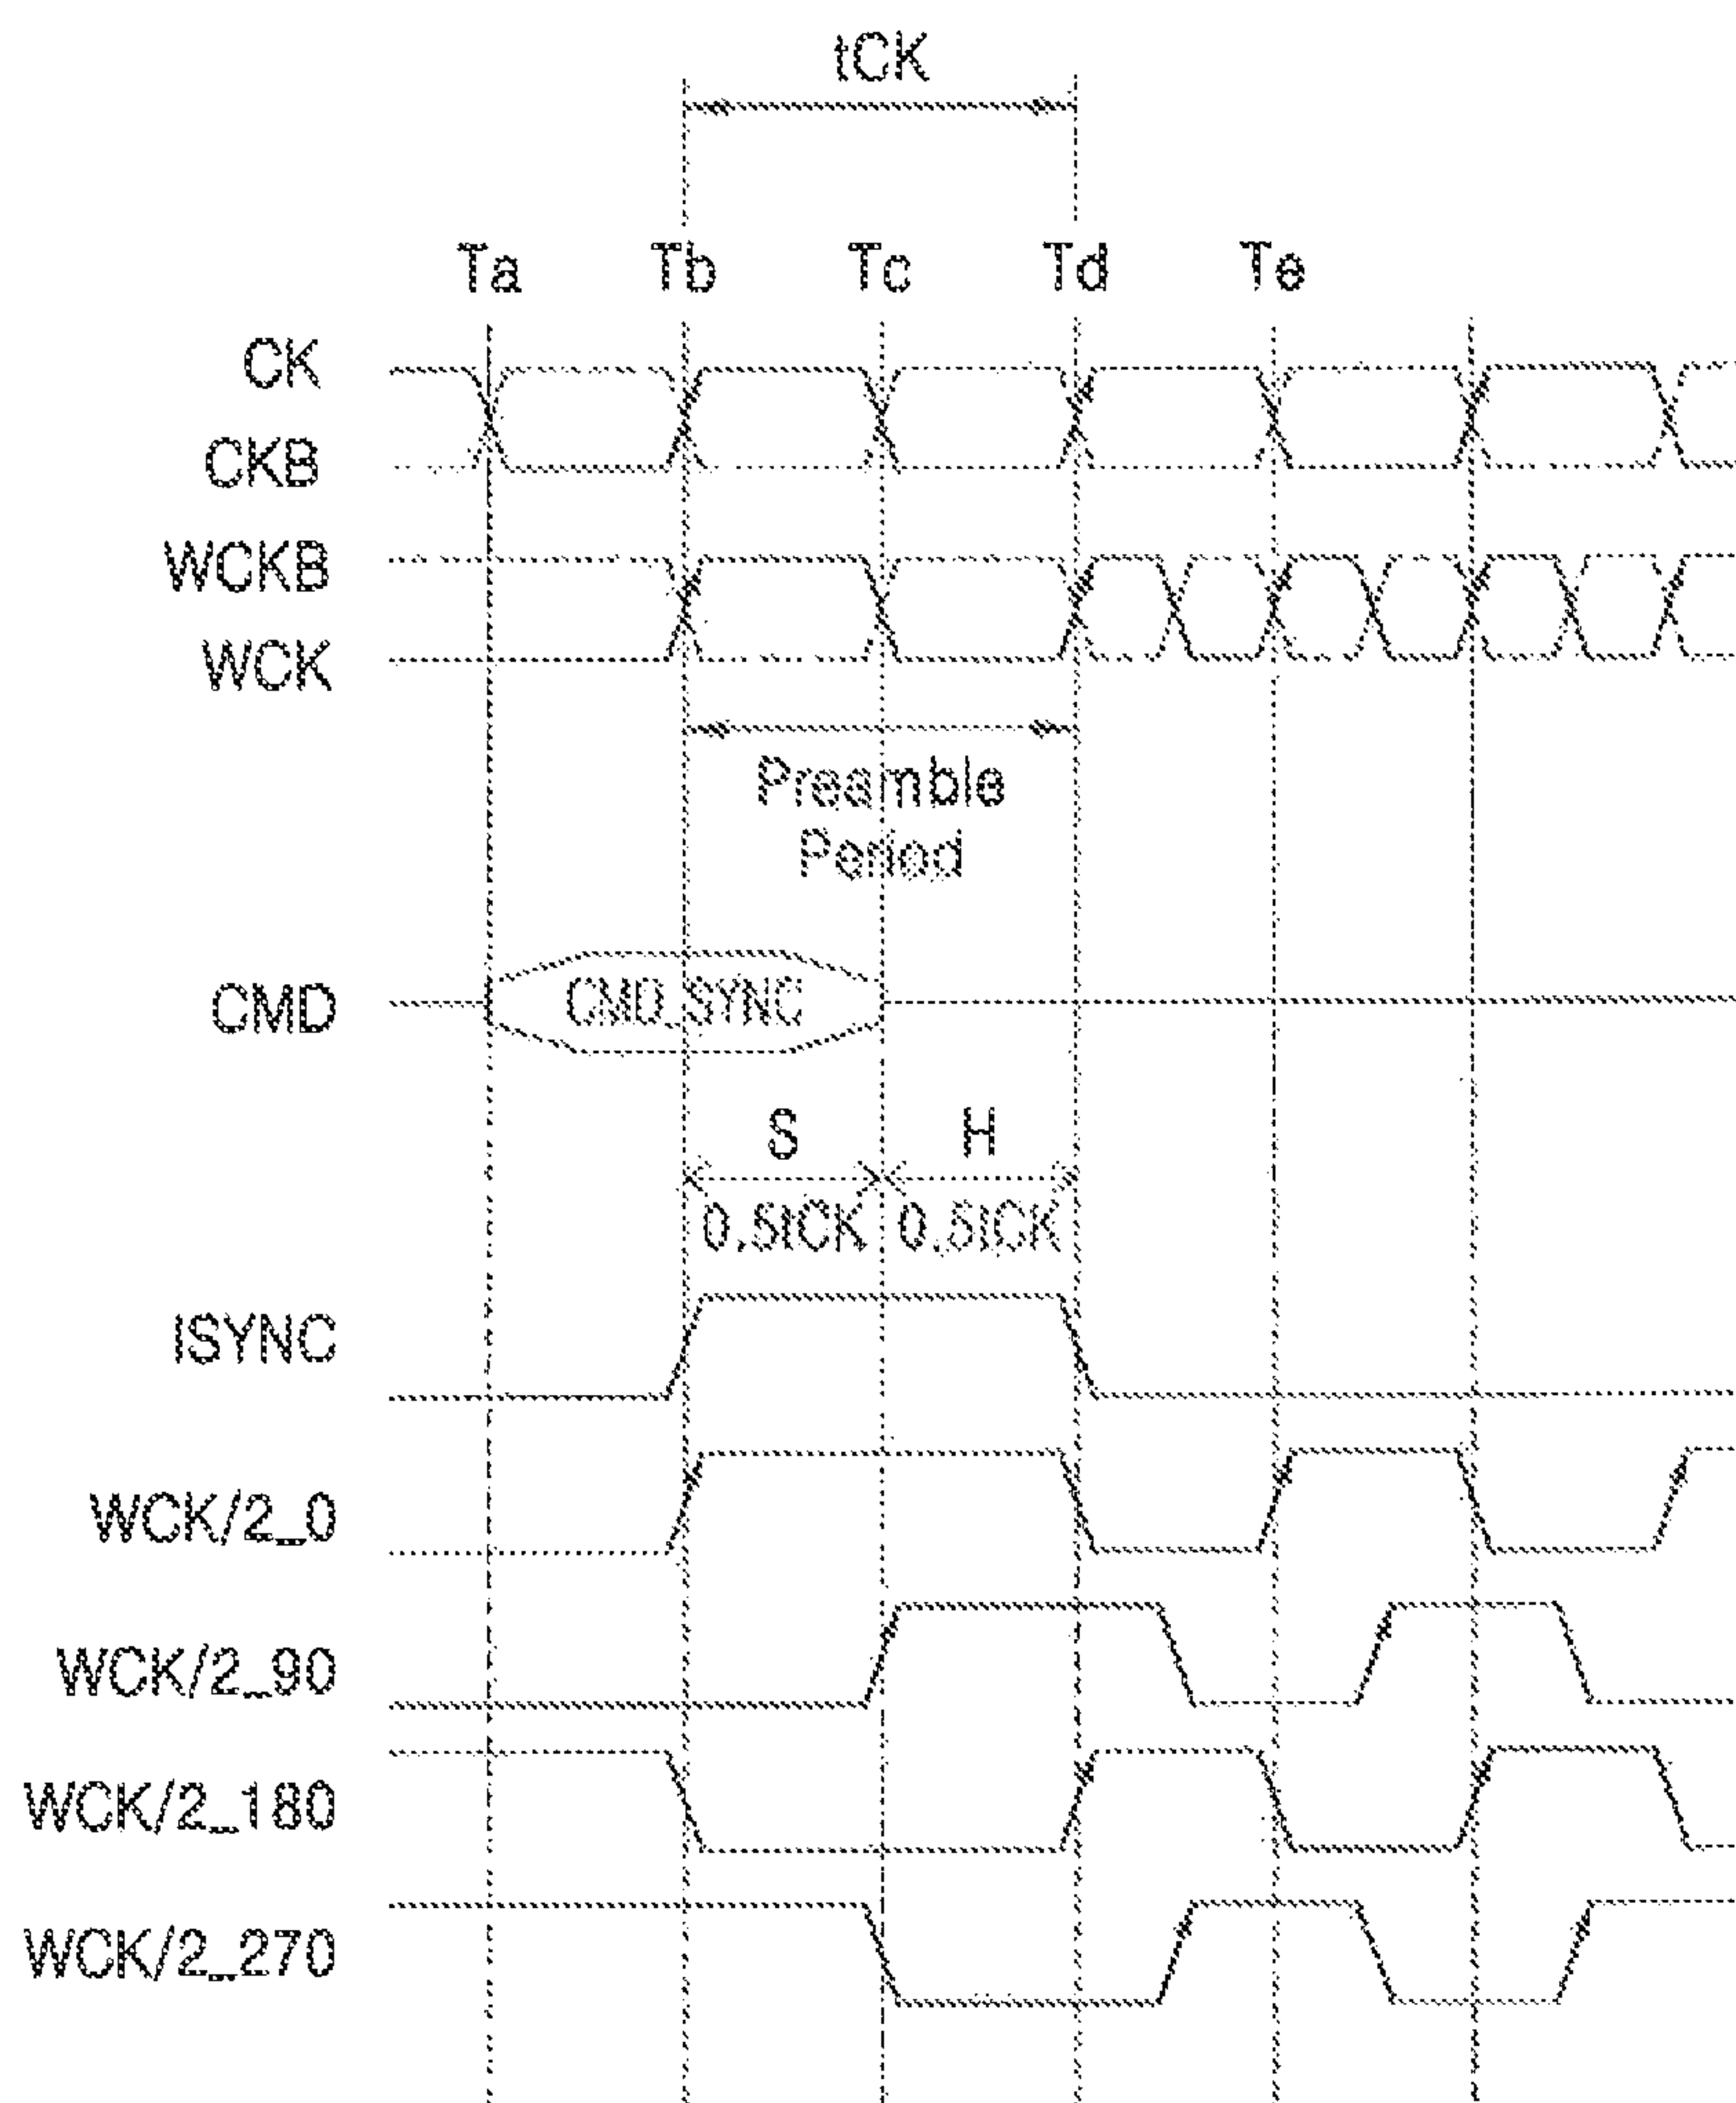 tCK
Ta Tb Tc Td Te
CK
CKB
WCKB
WCK
Preamble
Period
CMD CMD_SYNC
S H
0.5tCK 0.5tCK
ISYNC
WCK/2_0
WCK/2_90
WCK/2_180
WCK/2_270